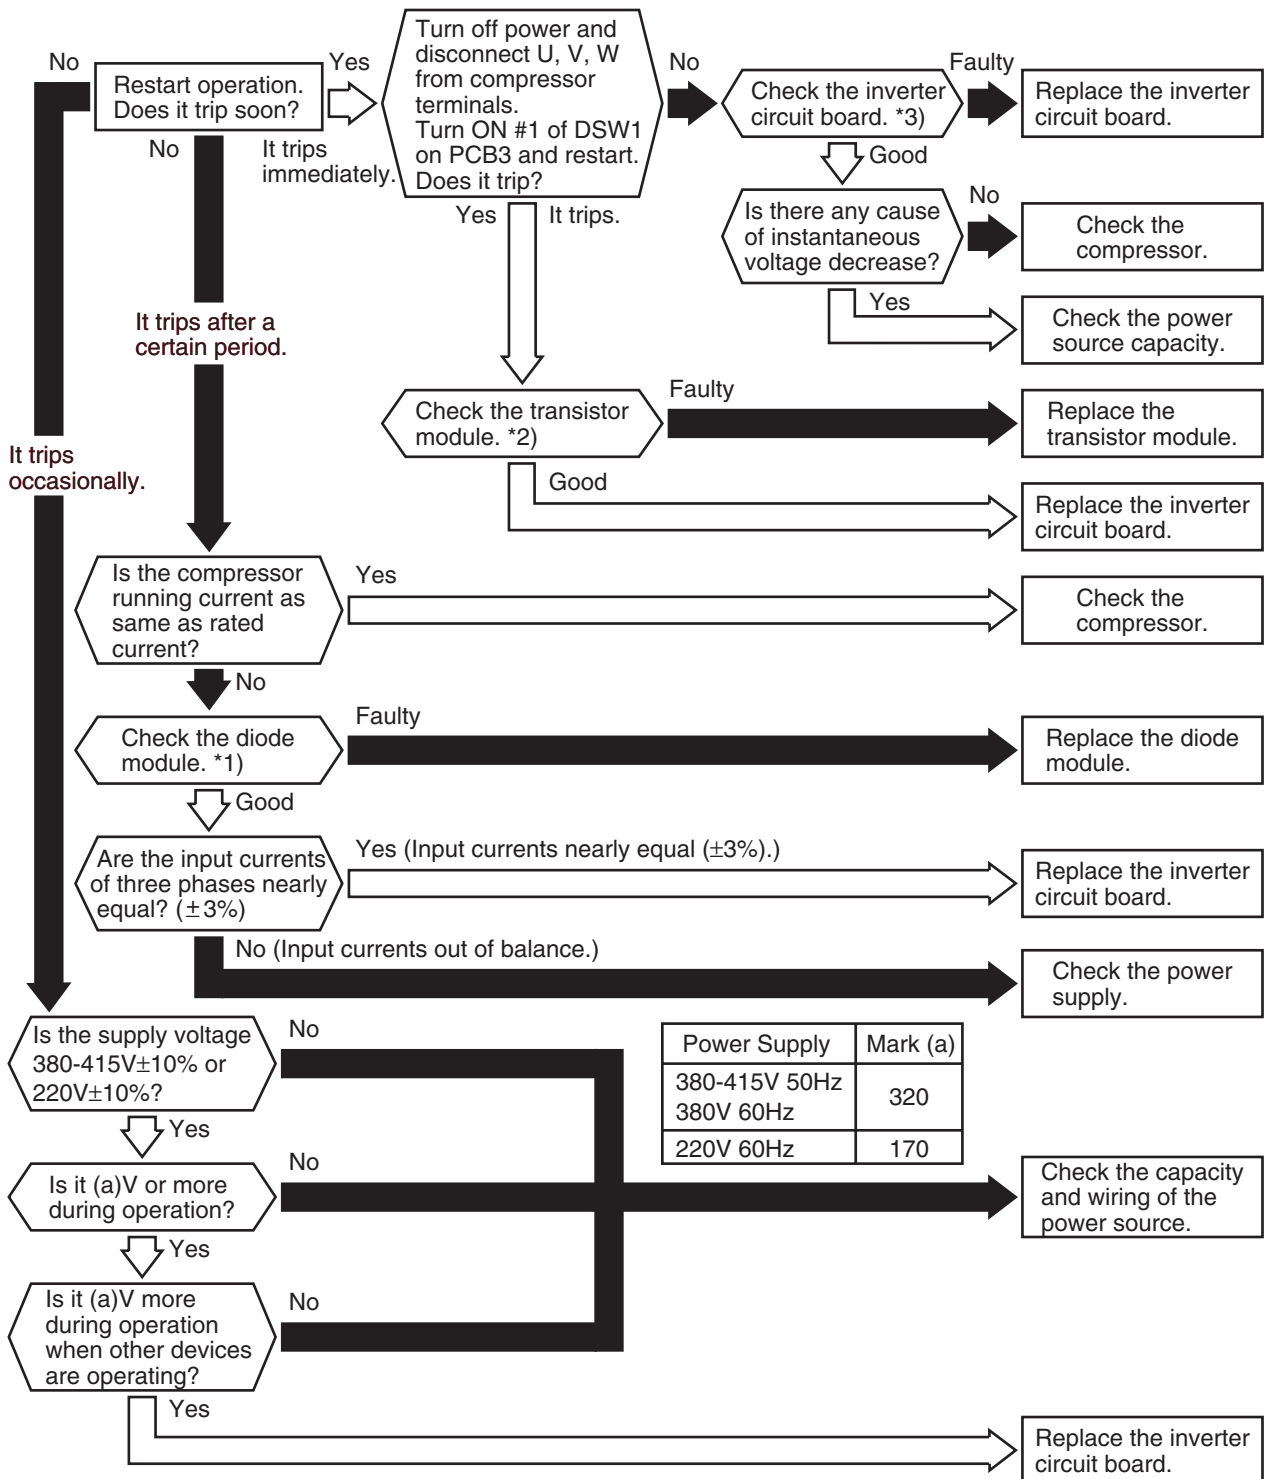 Turn off power and
disconnect U, V, W
from compressor
terminals.
Turn ON #1 of DSW1
on PCB3 and restart.
Does it trip?
No
Yes
Restart operation.
Does it trip soon?
No
It trips
immediately.
No
Check the inverter
circuit board. *3)
Faulty
Replace the inverter
circuit board.
Good
Yes
It trips.
Is there any cause
of instantaneous
voltage decrease?
No
Check the
compressor.
Yes
Check the power
source capacity.
It trips after a
certain period.
Check the transistor
module. *2)
Faulty
Replace the
transistor module.
It trips
occasionally.
Good
Replace the inverter
circuit board.
Is the compressor
running current as
same as rated
current?
Yes
Check the
compressor.
No
Check the diode
module. *1)
Faulty
Replace the diode
module.
Good
Are the input currents
of three phases nearly
equal? (±3%)
Yes (Input currents nearly equal (±3%).)
Replace the inverter
circuit board.
No (Input currents out of balance.)
Check the power
supply.
Is the supply voltage
380-415V±10% or
220V±10%?
No
Power Supply Mark (a)
380-415V 50Hz
380V 60Hz
320
220V 60Hz 170
Yes
Is it (a)V or more
during operation?
No
Check the capacity
and wiring of the
power source.
Yes
Is it (a)V more
during operation
when other devices
are operating?
No
Yes
Replace the inverter
circuit board.